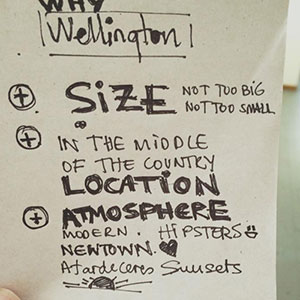 WHY
Wellington
+ SIZE NOT TOO BIG
NOT TOO SMALL
+ IN THE MIDDLE
OF THE COUNTRY
LOCATION
+ ATMOSPHERE
MODERN. HIPSTERS
NEWTOWN.
Atardeceres Sunsets